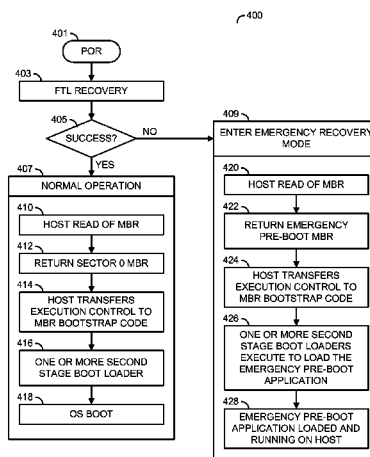 400
401
POR
403
FTL RECOVERY
405
SUCCESS?
NO
YES
407
NORMAL OPERATION
410
HOST READ OF MBR
412
RETURN SECTOR 0 MBR
414
HOST TRANSFERS
EXECUTION CONTROL TO
MBR BOOTSTRAP CODE
416
ONE OR MORE SECOND
STAGE BOOT LOADER
418
OS BOOT
409
ENTER EMERGENCY RECOVERY
MODE
420
HOST READ OF MBR
422
RETURN EMERGENCY
PRE-BOOT MBR
424
HOST TRANSFERS
EXECUTION CONTROL TO
MBR BOOTSTRAP CODE
426
ONE OR MORE SECOND
STAGE BOOT LOADERS
EXECUTE TO LOAD THE
EMERGENCY PRE-BOOT
APPLICATION
428
EMERGENCY PRE-BOOT
APPLICATION LOADED AND
RUNNING ON HOST